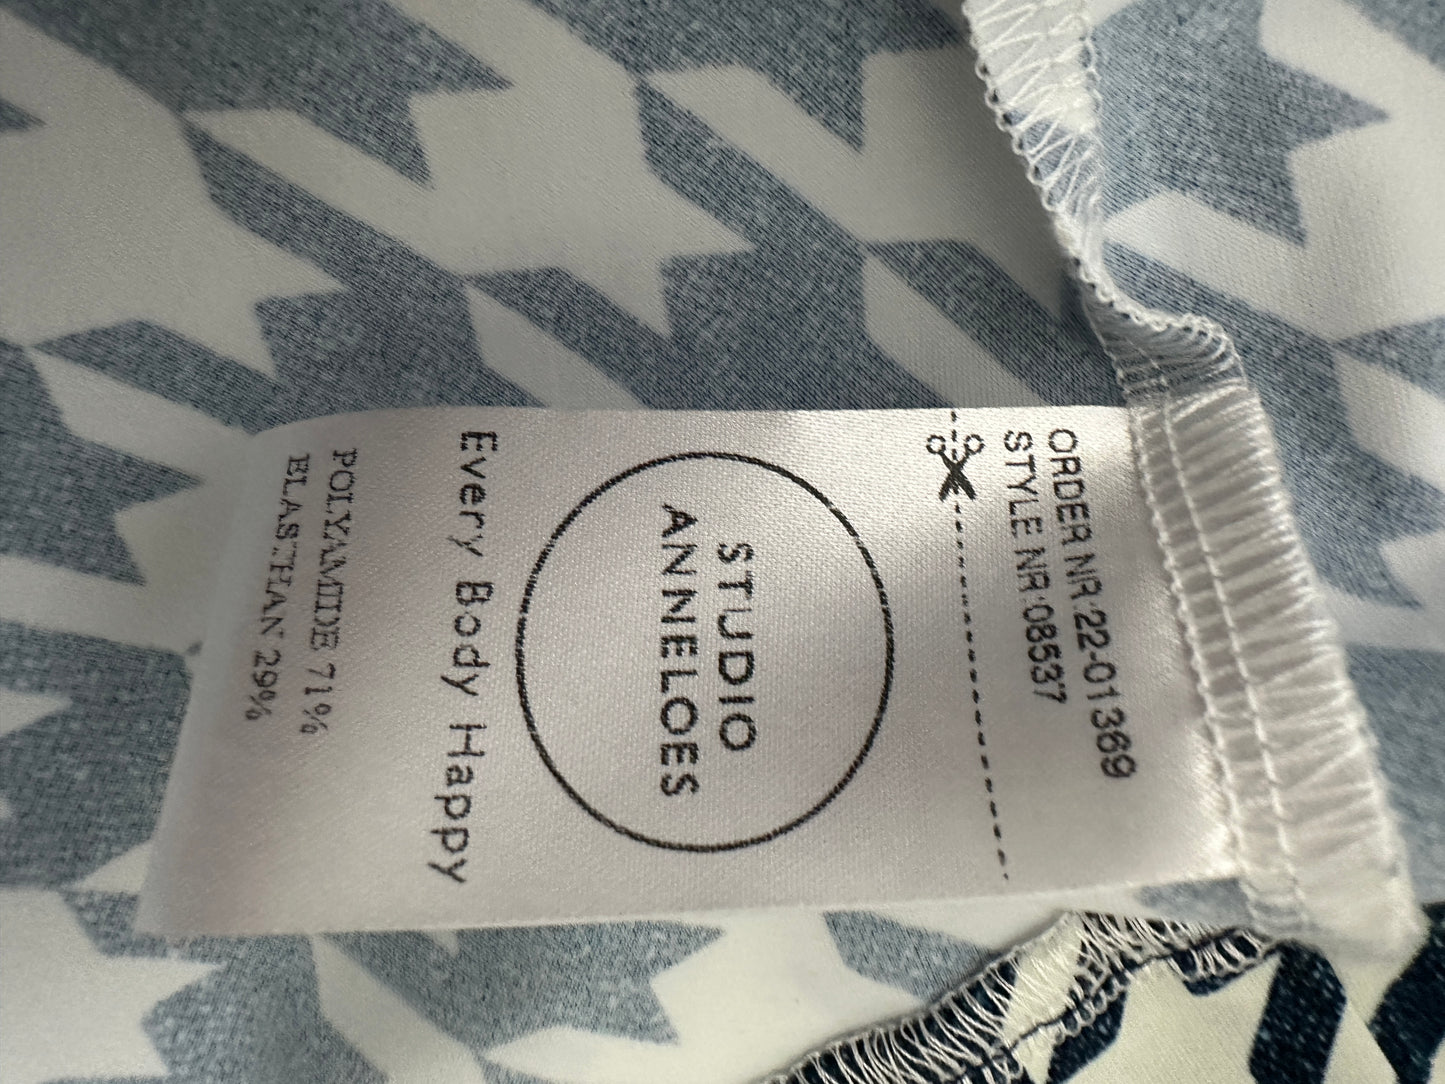 ORDER NR:22-01369
STYLE NR:08537
STUDIO
ANNELOES
Every Body Happy
POLYAMIDE 71%
ELASTHAN 29%